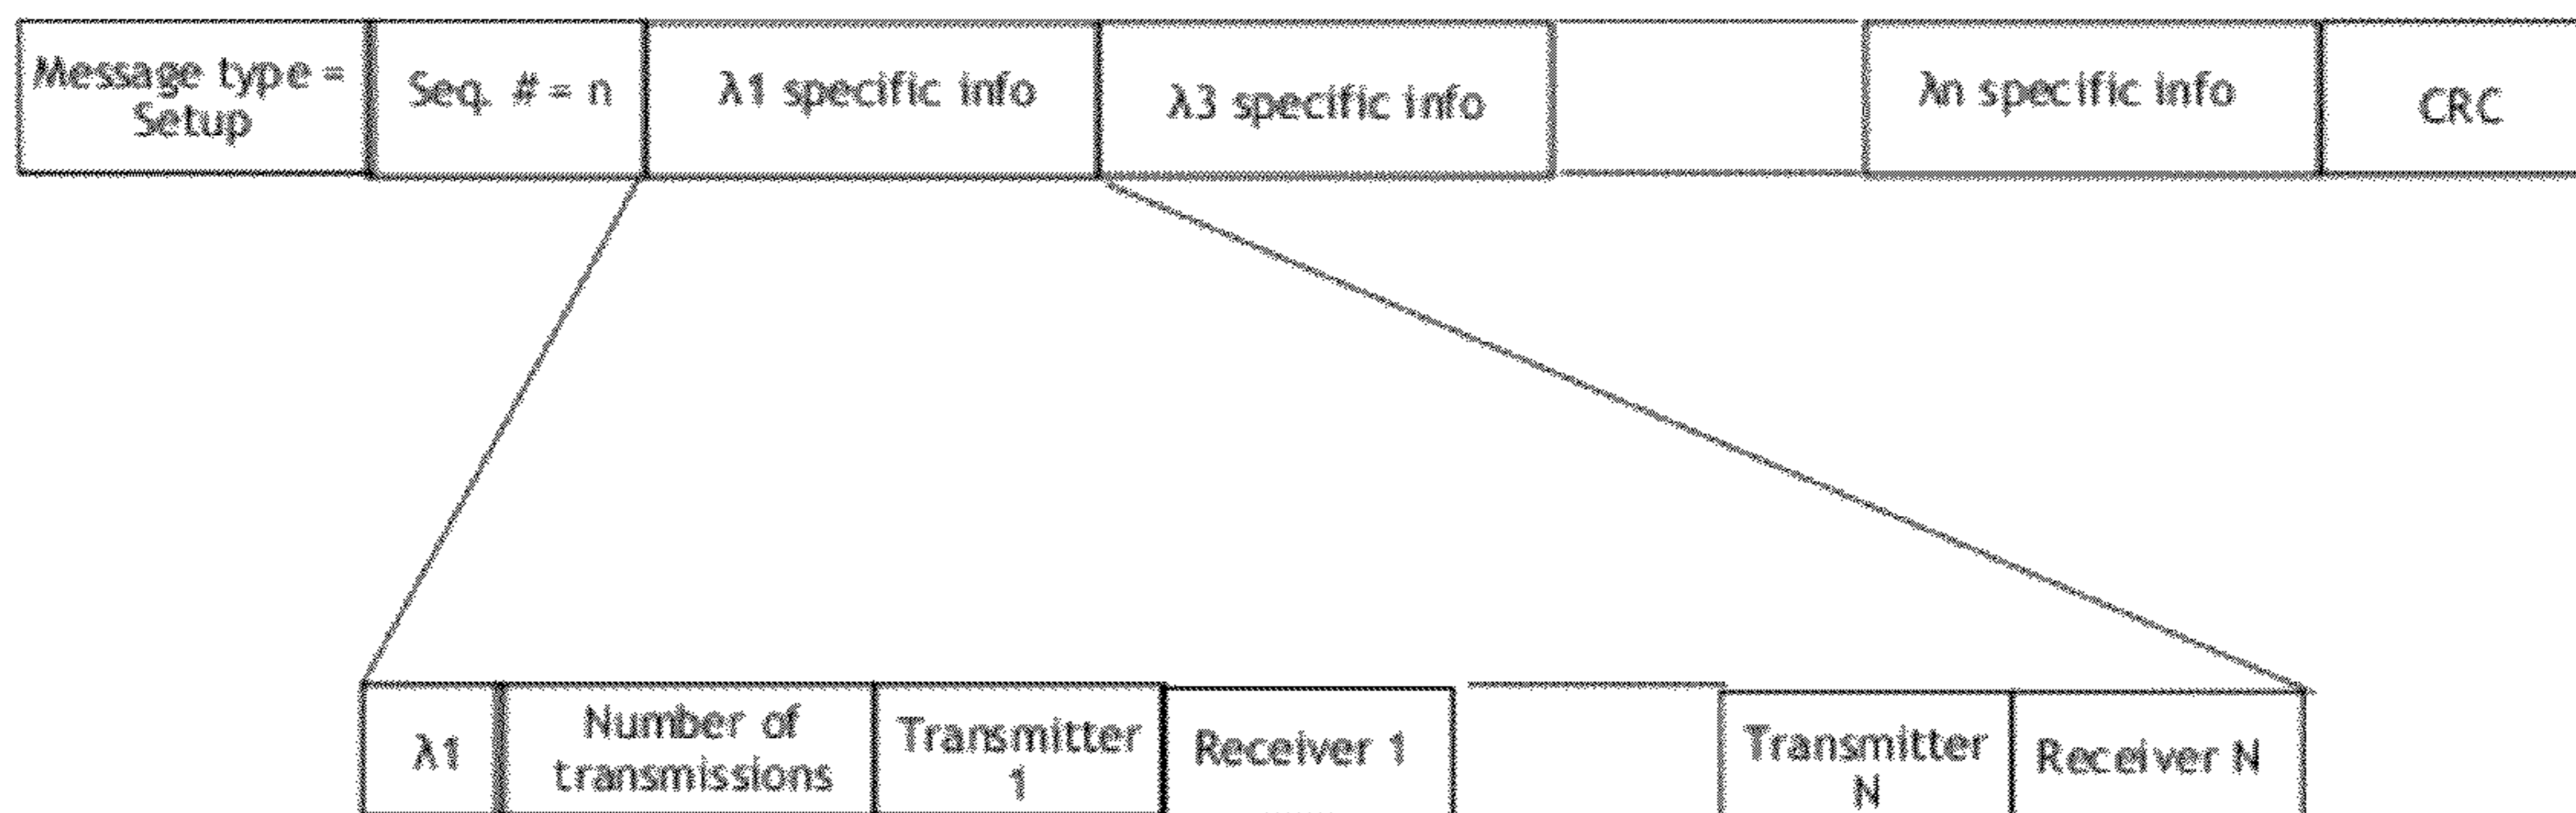 Message type =
Setup
Seq. # = n
λ1 specific info
λ3 specific info
λn specific info
CRC
λ1
Number of
transmissions
Transmitter
1
Receiver 1
Transmitter
N
Receiver N